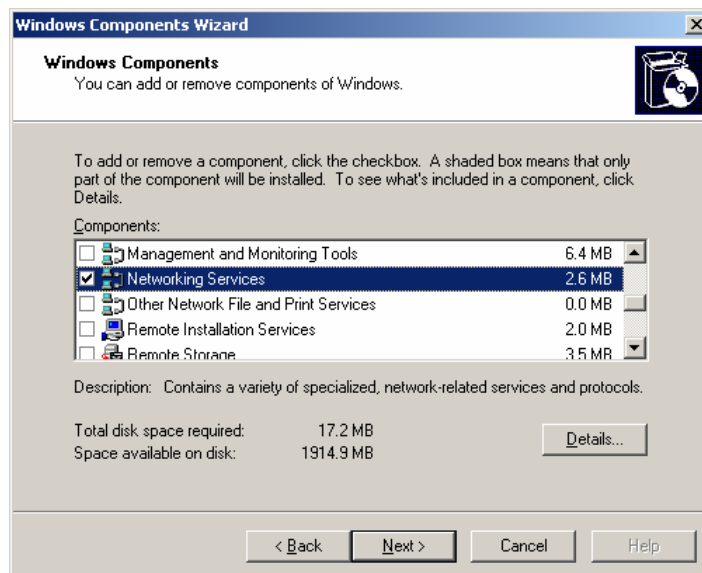 Windows Components Wizard
Windows Components
You can add or remove components of Windows.
To add or remove a component, click the checkbox. A shaded box means that only
part of the component will be installed. To see what's included in a component, click
Details.
Components:
Management and Monitoring Tools 6.4 MB
Networking Services 2.6 MB
Other Network File and Print Services 0.0 MB
Remote Installation Services 2.0 MB
Remote Storage 3.5 MB
Description: Contains a variety of specialized, network-related services and protocols.
Total disk space required: 17.2 MB
Space available on disk: 1914.9 MB
Details...
< Back Next > Cancel Help